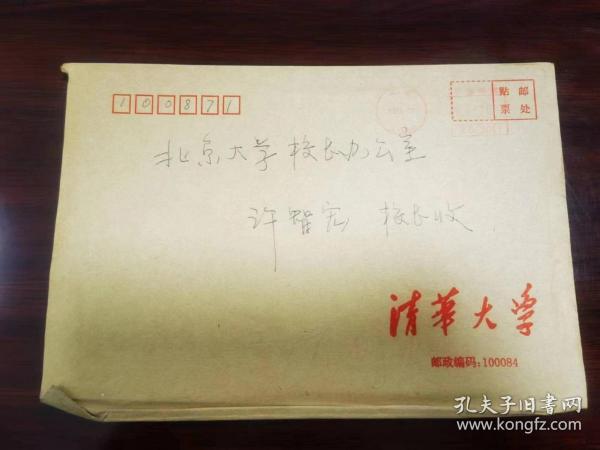 100871
贴邮
票处
北京大学校长办公室
许智宏 校长收
清华大学
邮政编码:100084
孔夫子旧书网
www.kongfz.com